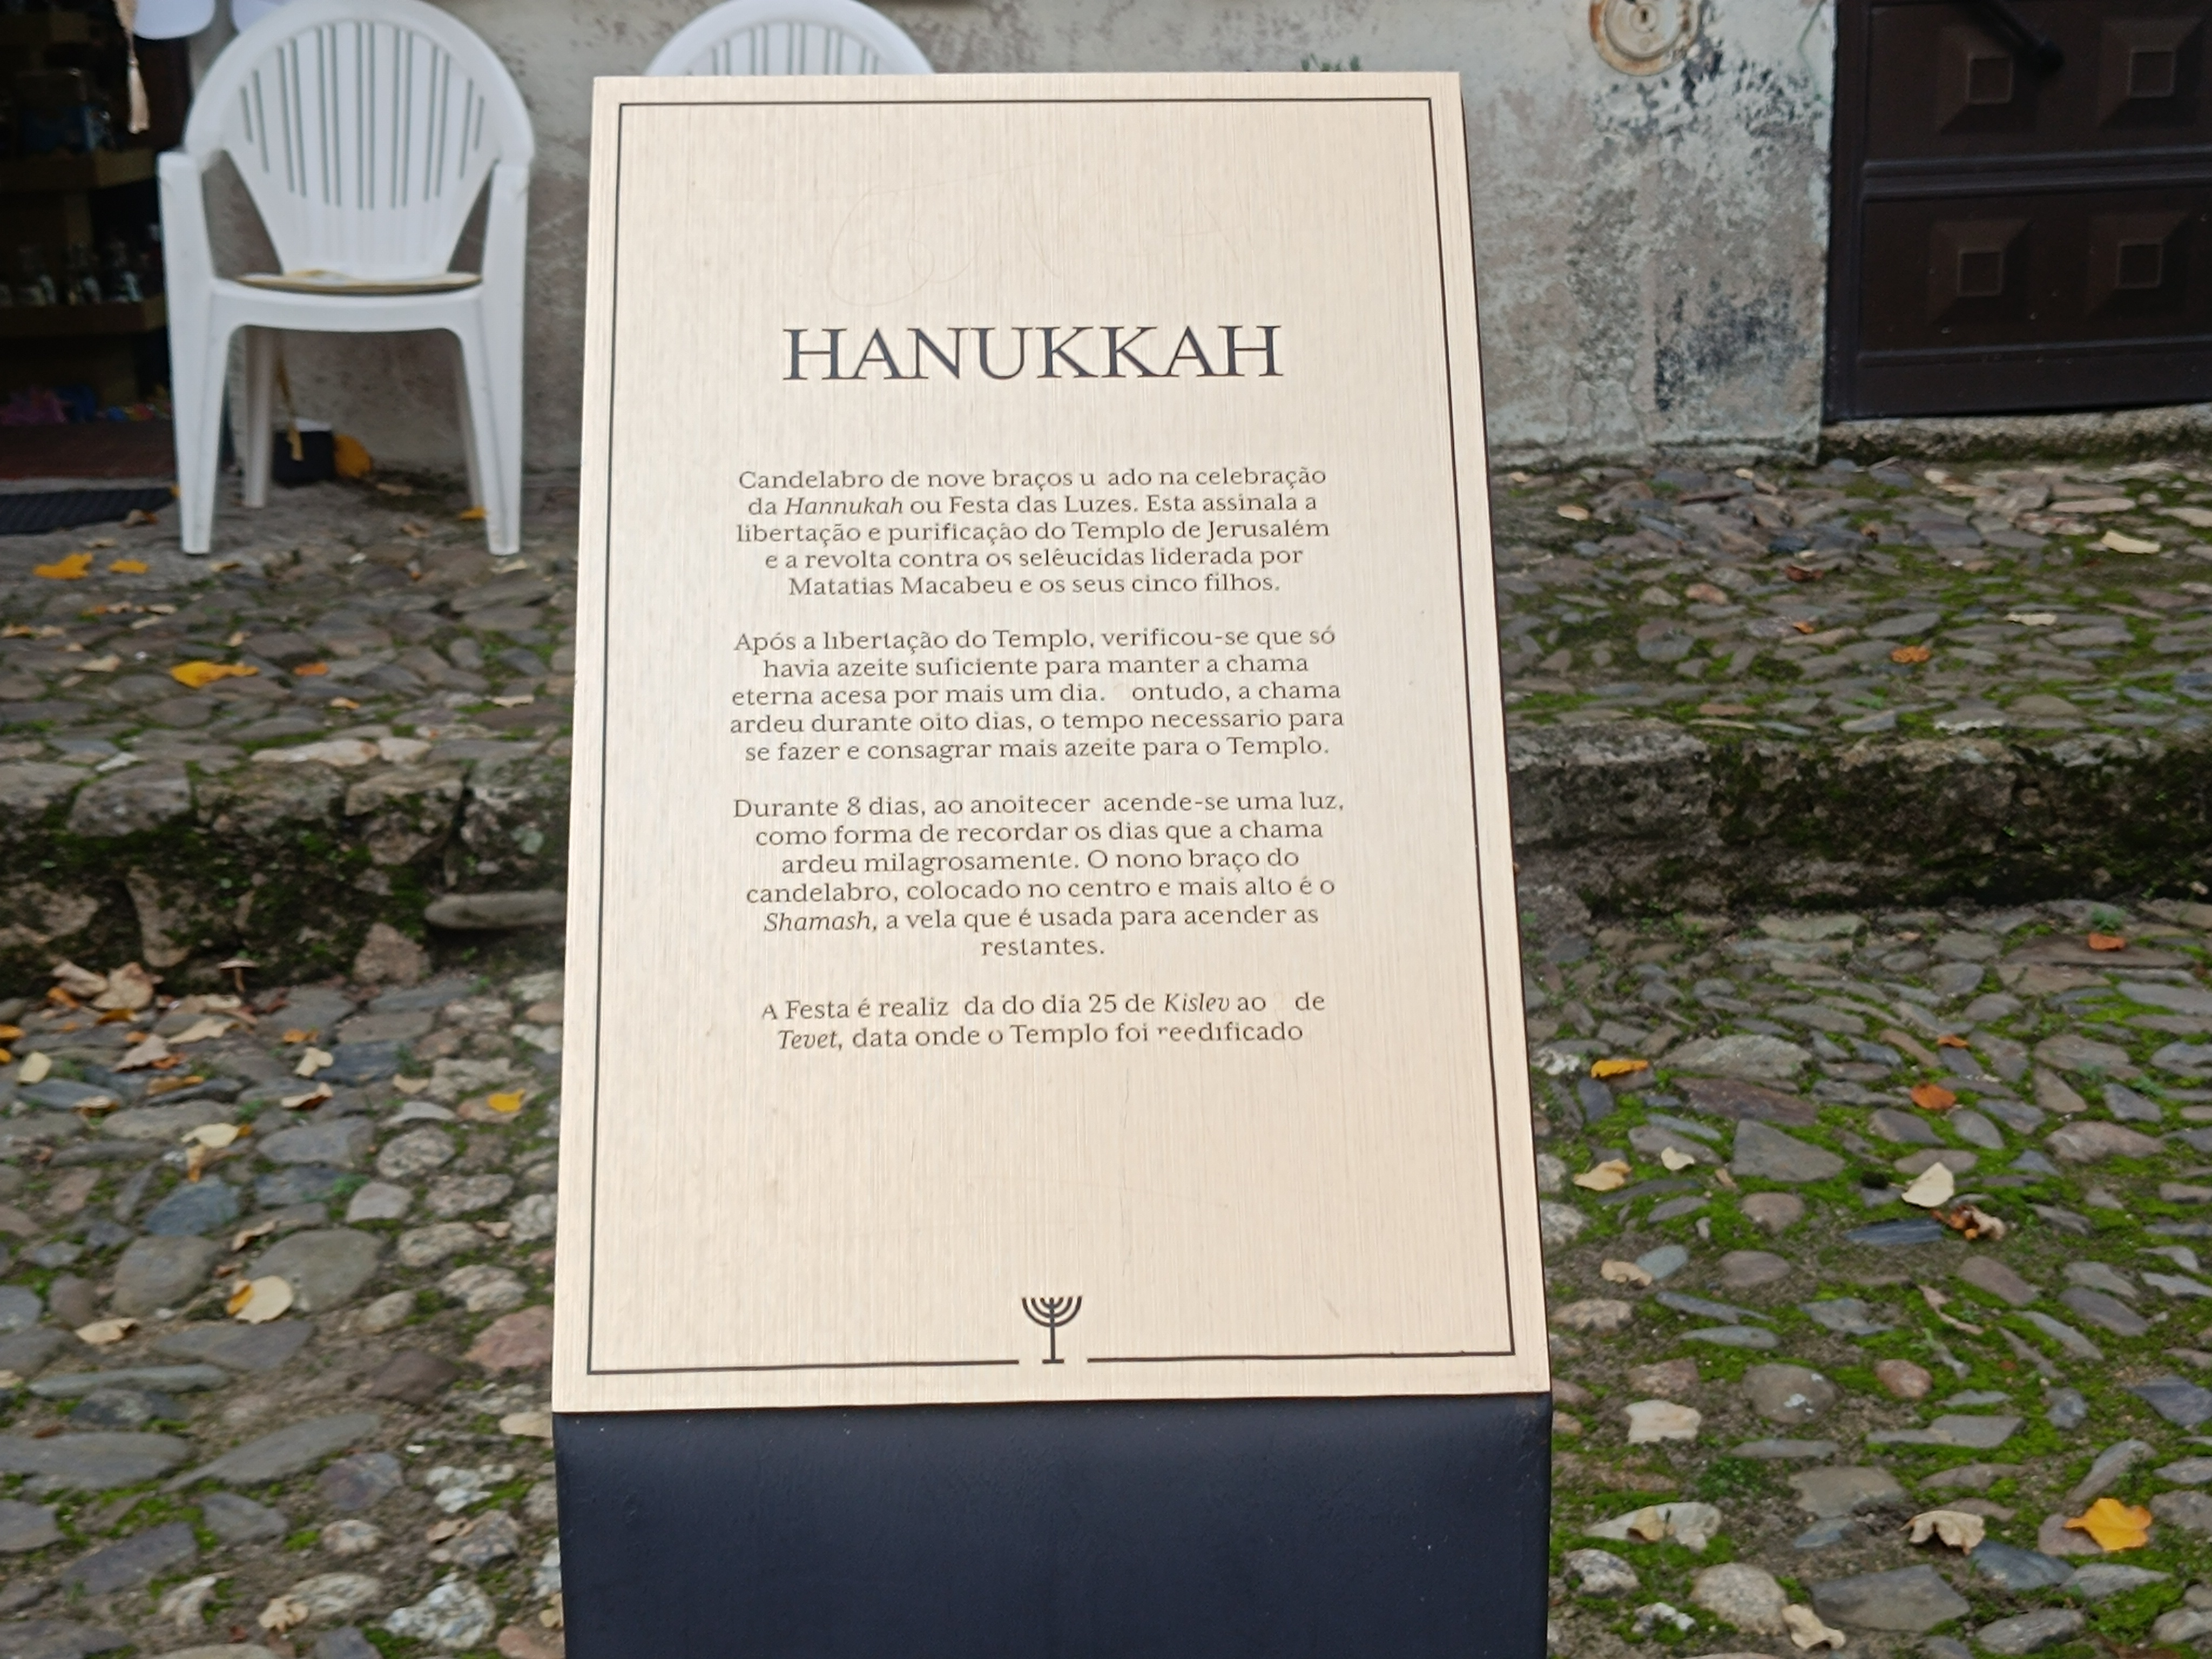 HANUKKAH
Candelabro de nove braços u ado na celebração
da Hannukah ou Festa das Luzes. Esta assinala a
libertação e purificação do Templo de Jerusalém
e a revolta contra os selêucidas liderada por
Matatias Macabeu e os seus cinco filhos.
Após a libertação do Templo, verificou-se que só
havia azeite suficiente para manter a chama
eterna acesa por mais um dia. ontudo, a chama
ardeu durante oito dias, o tempo necessario para
se fazer e consagrar mais azeite para o Templo.
Durante 8 dias, ao anoitecer acende-se uma luz,
como forma de recordar os dias que a chama
ardeu milagrosamente. O nono braço do
candelabro, colocado no centro e mais alto é o
Shamash, a vela que é usada para acender as
restantes.
A Festa é realiz da do dia 25 de Kislev ao de
Tevet, data onde o Templo foi reedificado